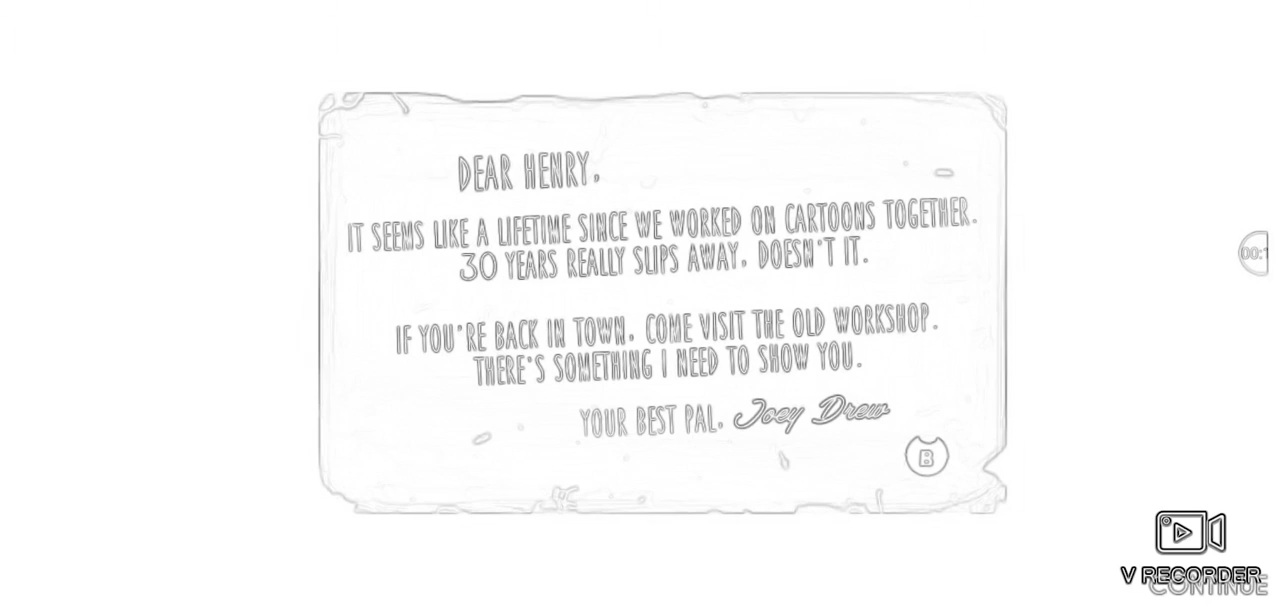 DEAR HENRY,
IT SEEMS LIKE A LIFETIME SINCE WE WORKED ON CARTOONS TOGETHER.
30 YEARS REALLY SLIPS AWAY, DOESN'T IT.
IF YOU'RE BACK IN TOWN, COME VISIT THE OLD WORKSHOP.
THERE'S SOMETHING I NEED TO SHOW YOU.
YOUR BEST PAL, Joey Drew
B
V RECORDER
CONTINUE